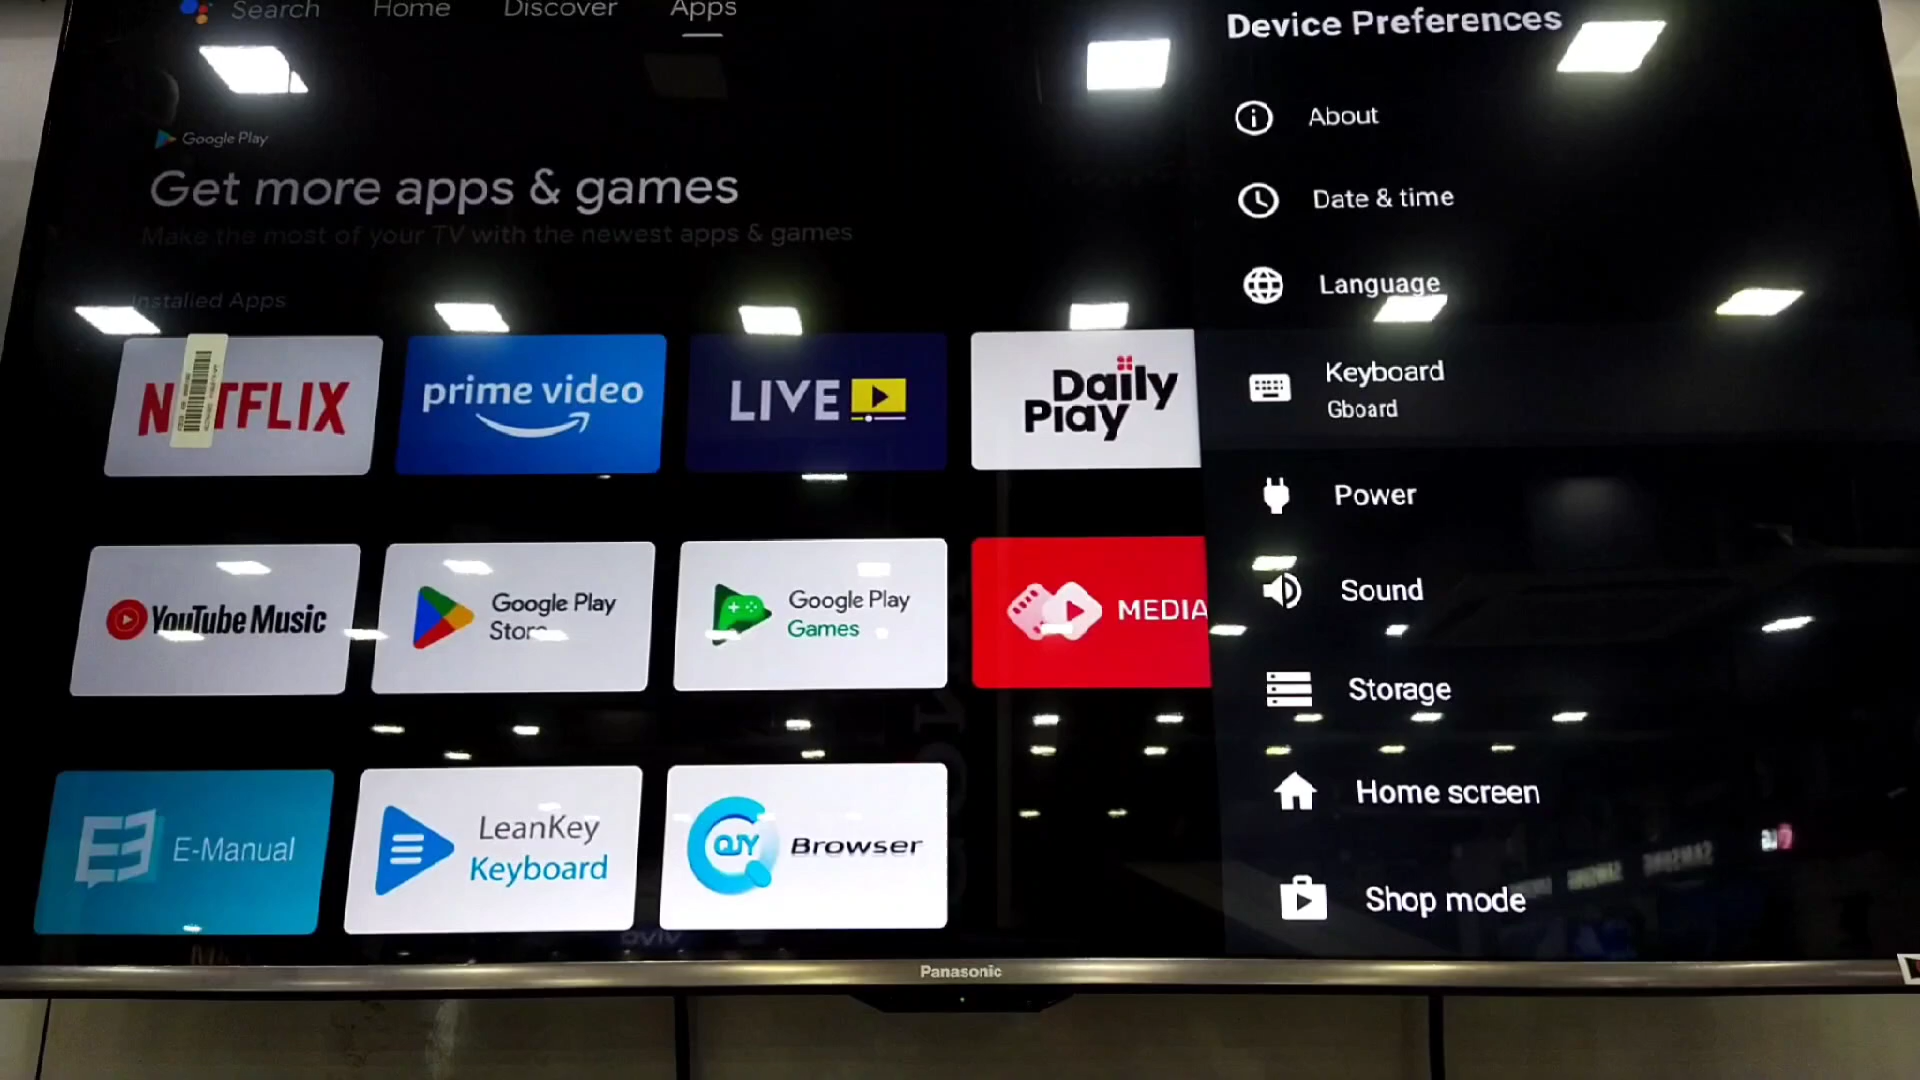 Search Home Discover Apps
Google Play
Get more apps & games
Make the most of your TV with the newest apps & games
Installed Apps
NETFLIX
prime video
LIVE
Daily
Play
YouTube Music
Google Play
Store
Google Play
Games
MEDIA
E-Manual
LeanKey
Keyboard
Browser
Device Preferences
About
Date & time
Language
Keyboard
Gboard
Power
Sound
Storage
Home screen
Shop mode
Panasonic